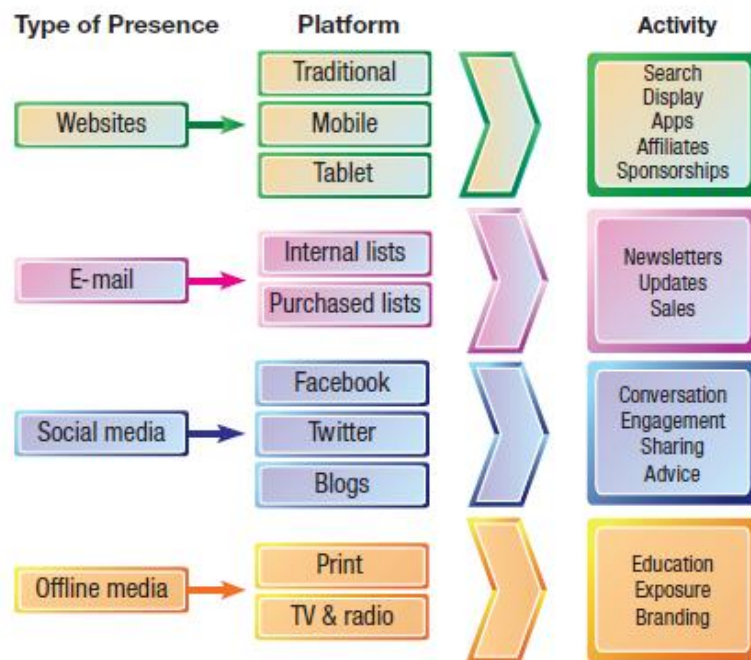 Type of Presence
Platform
Activity
Websites
Traditional
Mobile
Tablet
Search
Display
Apps
Affiliates
Sponsorships
E-mail
Internal lists
Purchased lists
Newsletters
Updates
Sales
Social media
Facebook
Twitter
Blogs
Conversation
Engagement
Sharing
Advice
Offline media
Print
TV & radio
Education
Exposure
Branding